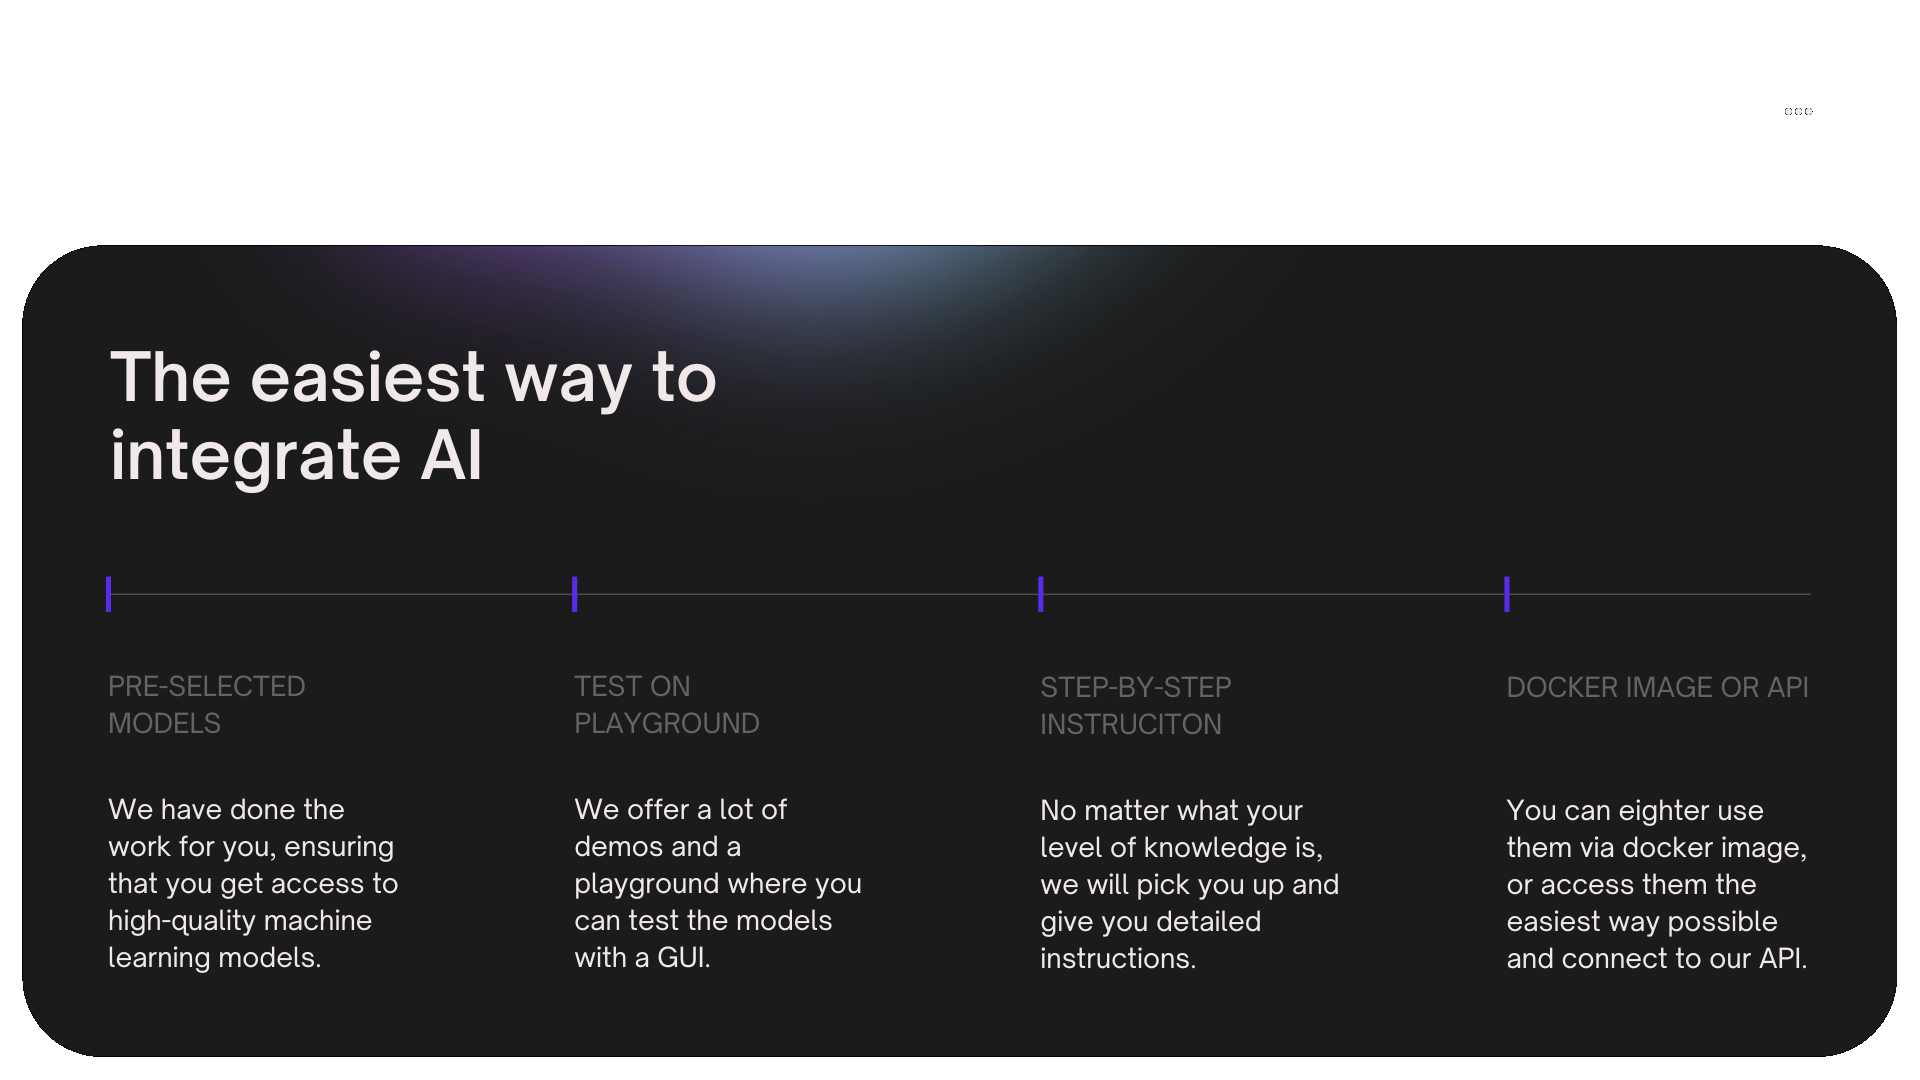 The easiest way to
integrate AI
PRE-SELECTED
MODELS
We have done the
work for you, ensuring
that you get access to
high-quality machine
learning models.
TEST ON
PLAYGROUND
We offer a lot of
demos and a
playground where you
can test the models
with a GUI.
STEP-BY-STEP
INSTRUCITON
No matter what your
level of knowledge is,
we will pick you up and
give you detailed
instructions.
DOCKER IMAGE OR API
You can eighter use
them via docker image,
or access them the
easiest way possible
and connect to our API.